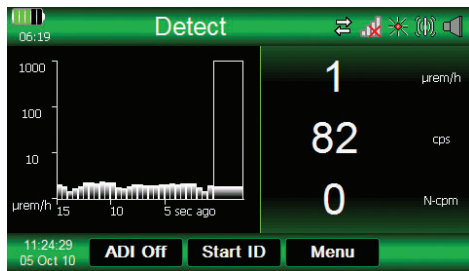 06:19
Detect
1000
100
10
µrem/h
15 10 5 sec ago
1 µrem/h
82 cps
0 N-cpm
11:24:29
05 Oct 10
ADI Off Start ID Menu